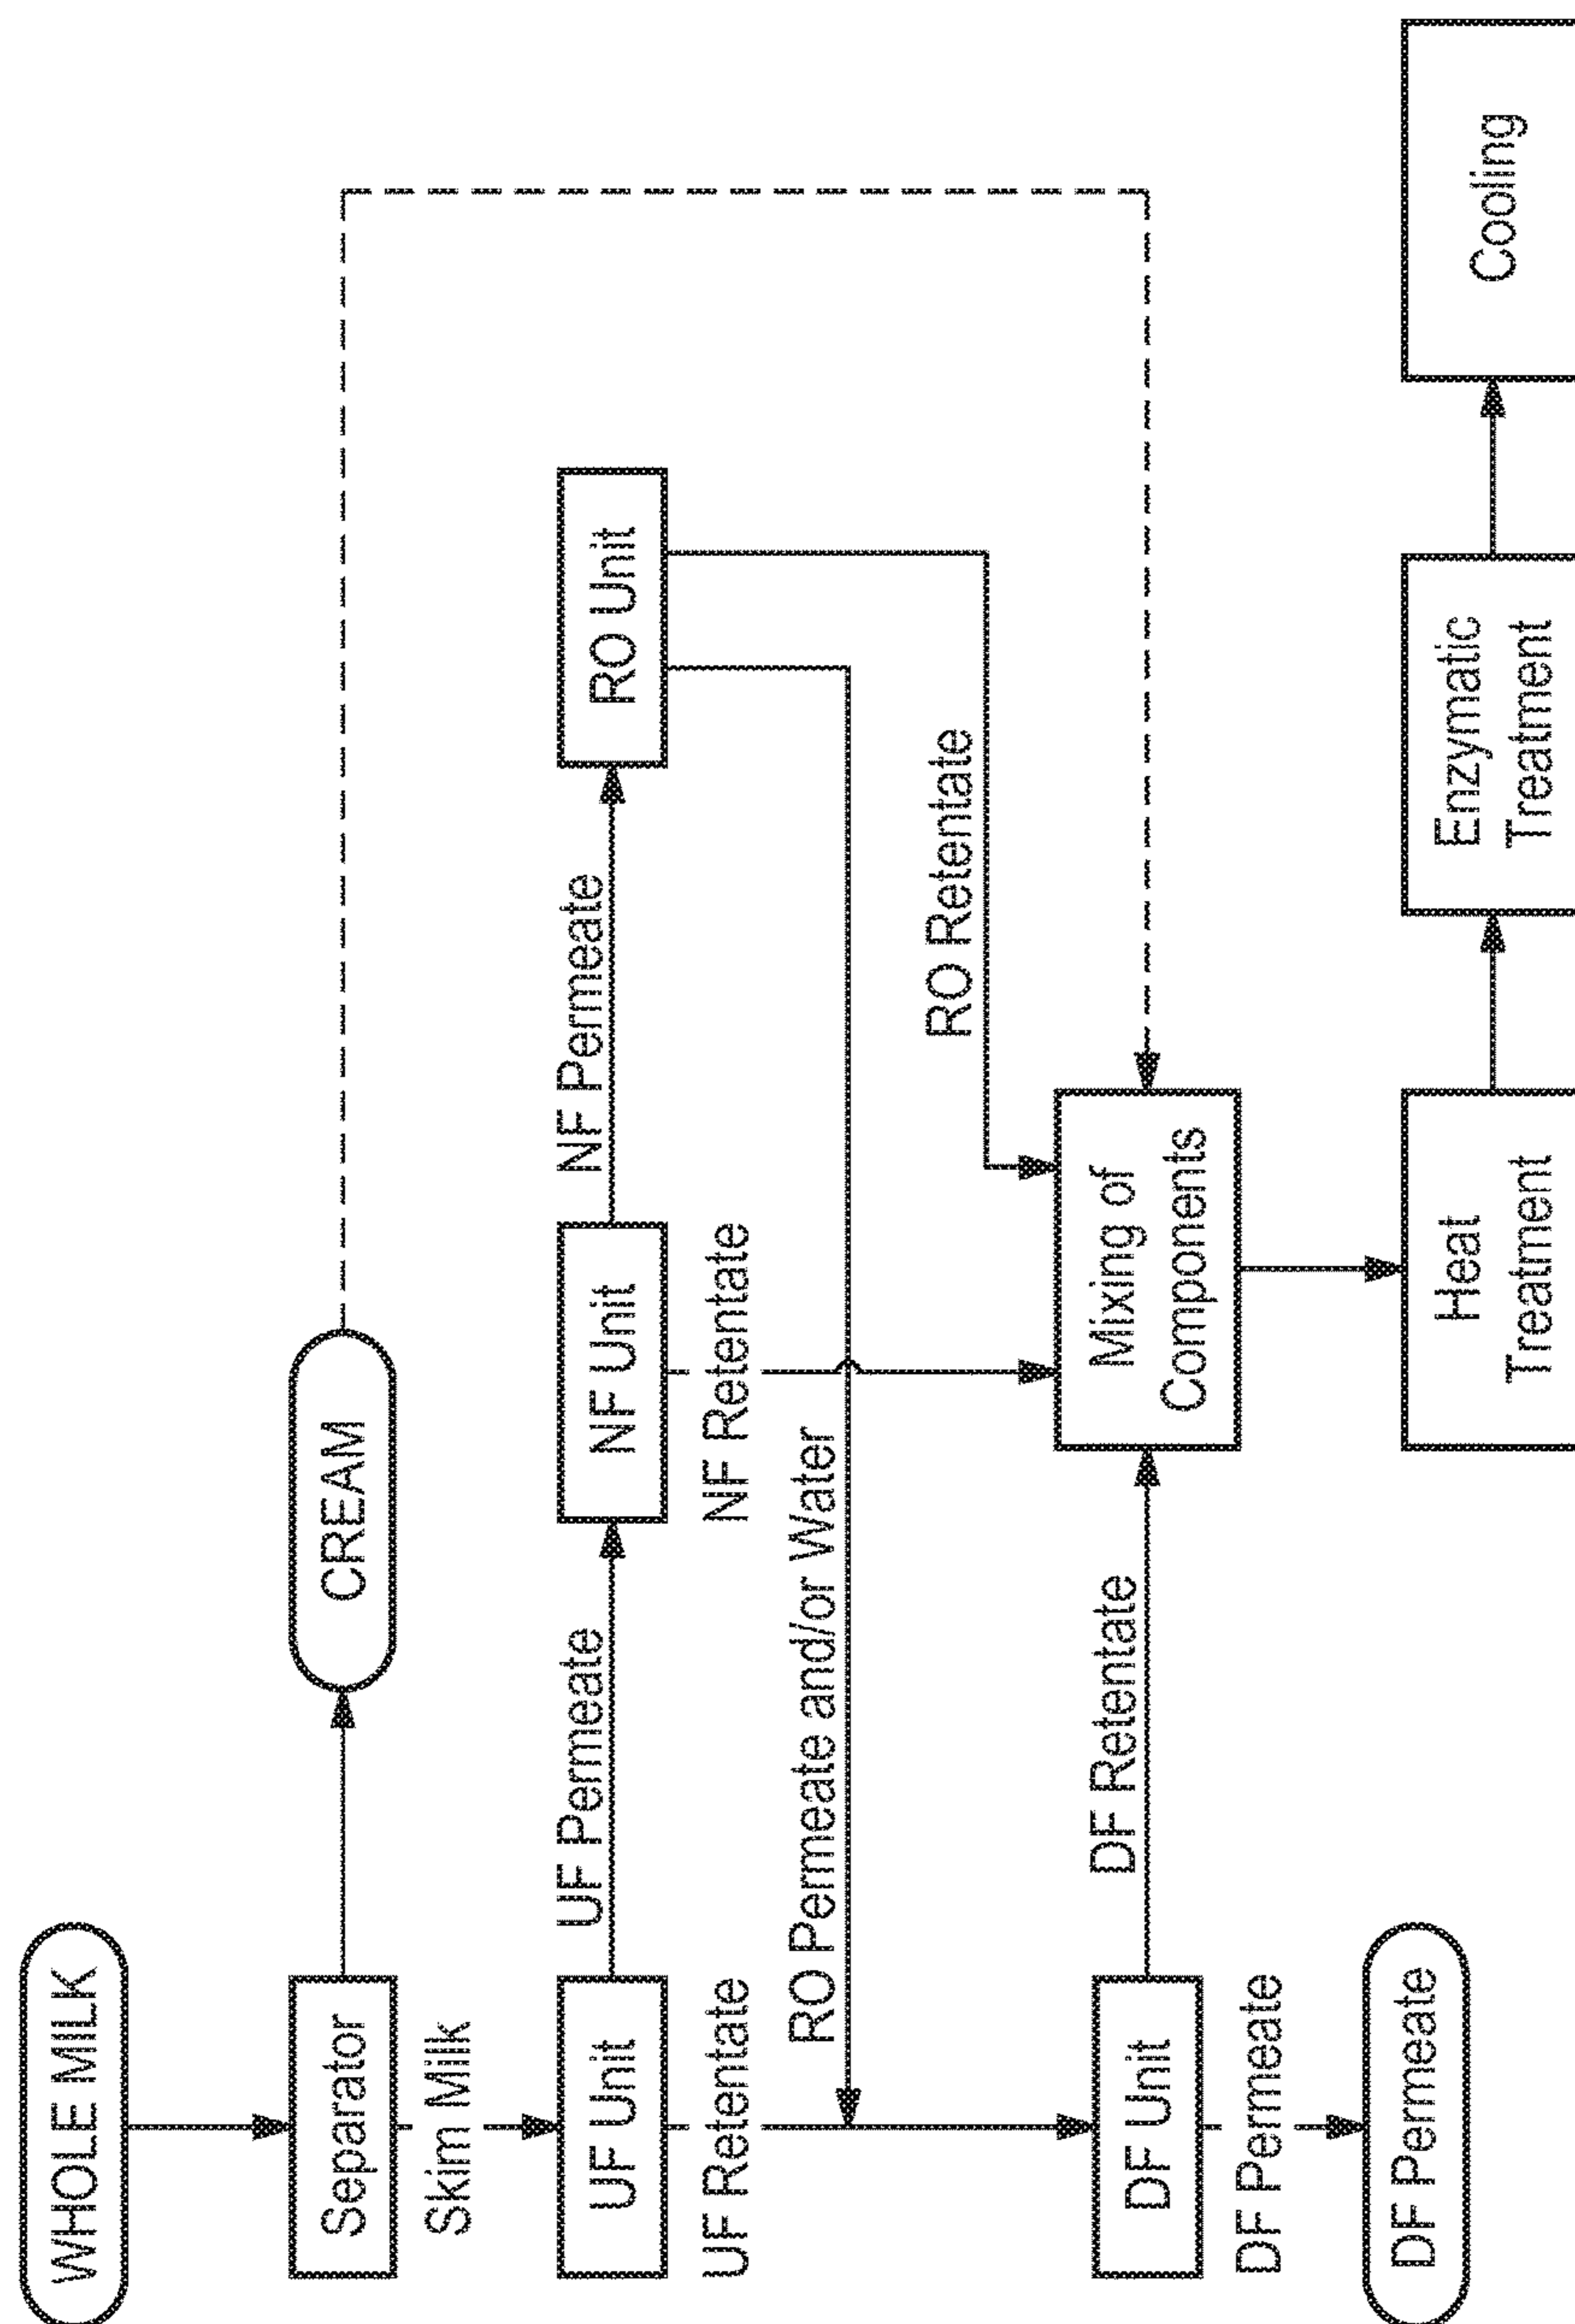 WHOLE MILK
Separator
CREAM
Skim Milk
UF Unit
UF Permeate
NF Unit
NF Permeate
RO Unit
UF Retentate
NF Retentate
RO Permeate and/or Water
RO Retentate
DF Unit
DF Retentate
Mixing of
Components
DF Permeate
DF Permeate
Heat
Treatment
Enzymatic
Treatment
Cooling